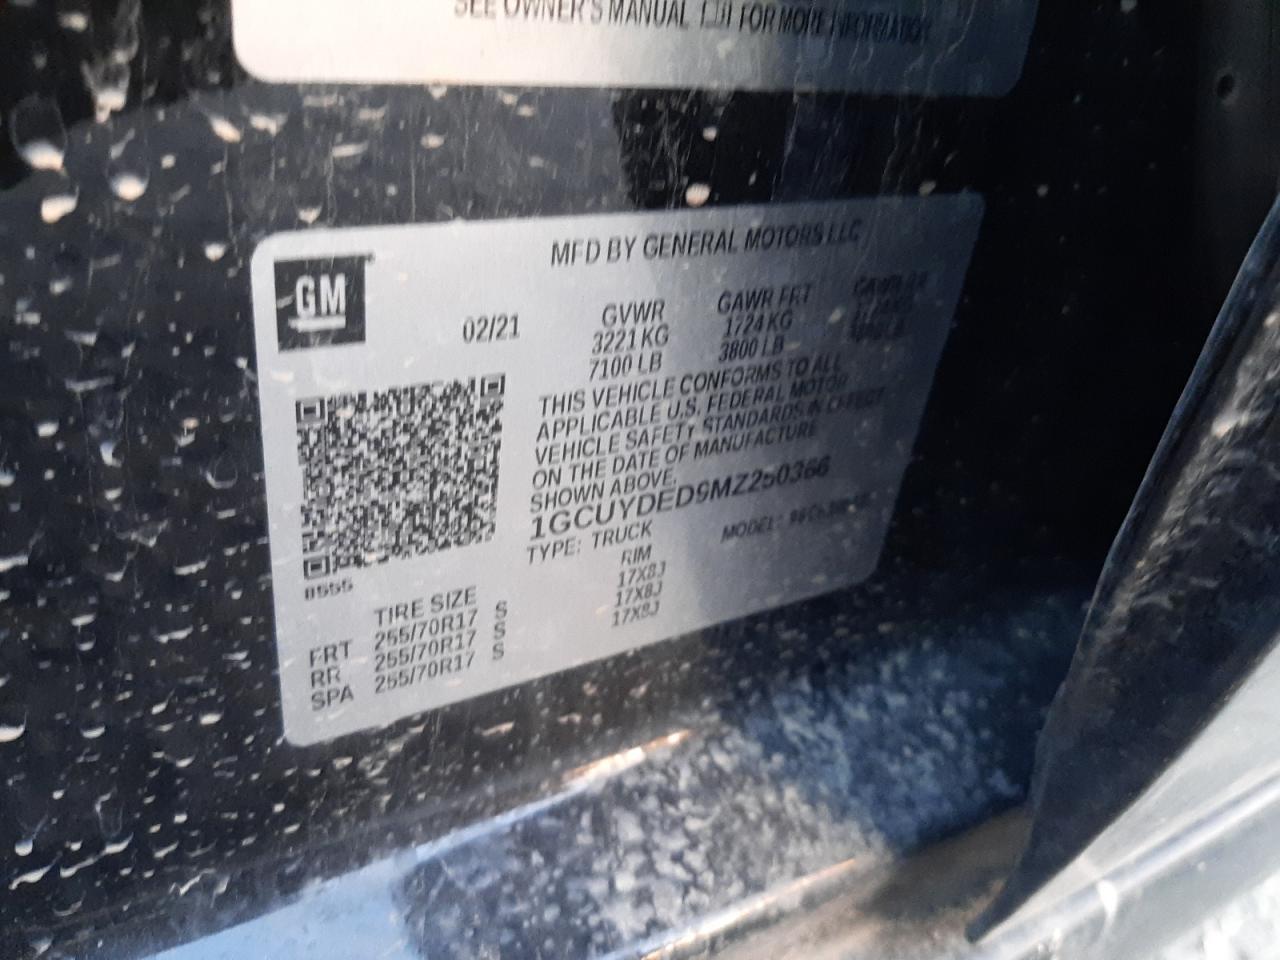 SEE OWNER'S MANUAL FOR MORE INFORMATION
MFD BY GENERAL MOTORS LLC
GM
02/21
GVWR GAWR FRT GAWR RR
3221 KG 1724 KG
7100 LB 3800 LB
THIS VEHICLE CONFORMS TO ALL
APPLICABLE U.S. FEDERAL MOTOR
VEHICLE SAFETY STANDARDS IN EFFECT
ON THE DATE OF MANUFACTURE
SHOWN ABOVE.
1GCUYDED9MZ250366
TYPE: TRUCK MODEL:
8555
TIRE SIZE RIM
FRT 255/70R17 S 17X8J
RR 255/70R17 S 17X8J
SPA 255/70R17 S 17X8J